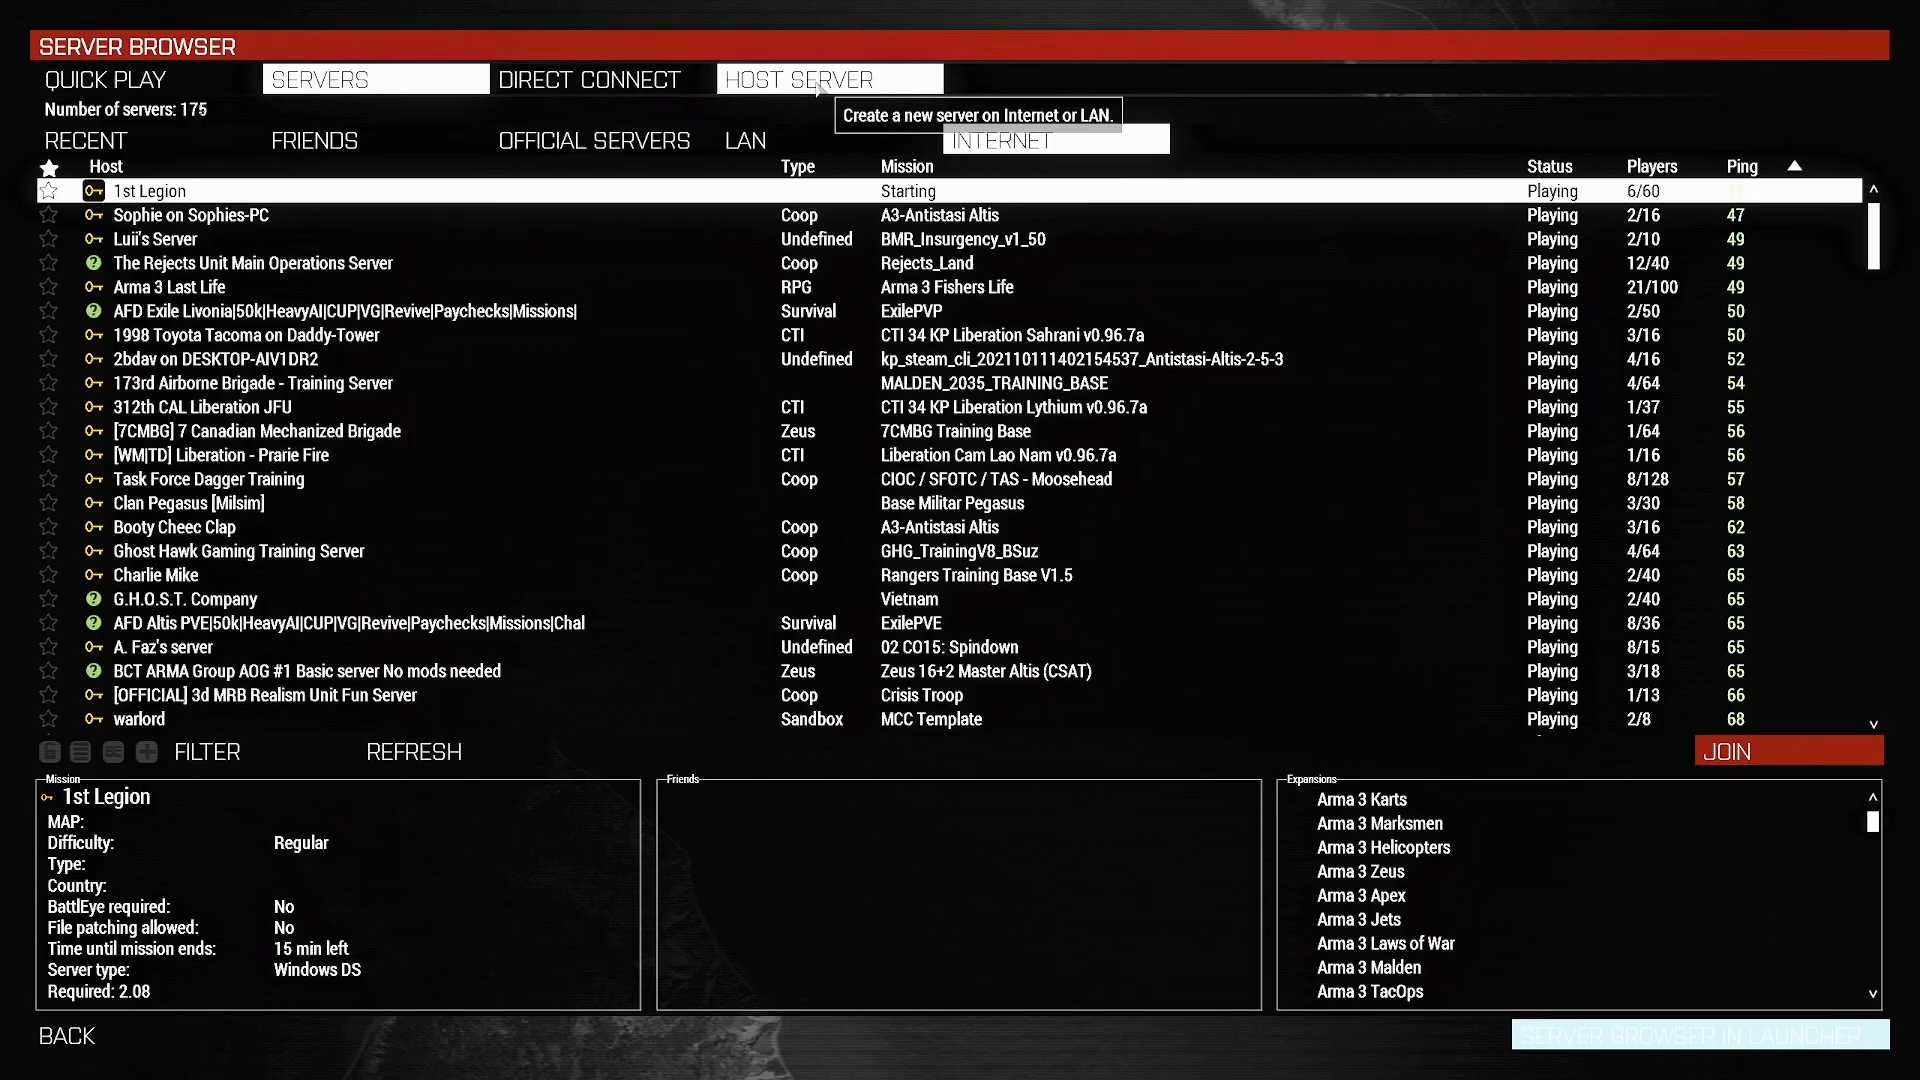 SERVER BROWSER
QUICK PLAY SERVERS DIRECT CONNECT HOST SERVER
Number of servers: 175
Create a new server on Internet or LAN.
RECENT FRIENDS OFFICIAL SERVERS LAN INTERNET
Host Type Mission Status Players Ping
1st Legion Starting Playing 6/60
Sophie on Sophies-PC Coop A3-Antistasi Altis Playing 2/16 47
Luii's Server Undefined BMR_Insurgency_v1_50 Playing 2/10 49
The Rejects Unit Main Operations Server Coop Rejects_Land Playing 12/40 49
Arma 3 Last Life RPG Arma 3 Fishers Life Playing 21/100 49
AFD Exile Livonia|50k|HeavyAI|CUP|VG|Revive|Paychecks|Missions| Survival ExilePVP Playing 2/50 50
1998 Toyota Tacoma on Daddy-Tower CTI CTI 34 KP Liberation Sahrani v0.96.7a Playing 3/16 50
2bdav on DESKTOP-AIV1DR2 Undefined kp_steam_cli_202110111402154537_Antistasi-Altis-2-5-3 Playing 4/16 52
173rd Airborne Brigade - Training Server MALDEN_2035_TRAINING_BASE Playing 4/64 54
312th CAL Liberation JFU CTI CTI 34 KP Liberation Lythium v0.96.7a Playing 1/37 55
[7CMBG] 7 Canadian Mechanized Brigade Zeus 7CMBG Training Base Playing 1/64 56
[WM|TD] Liberation - Prarie Fire CTI Liberation Cam Lao Nam v0.96.7a Playing 1/16 56
Task Force Dagger Training Coop CIOC / SFOTC / TAS - Moosehead Playing 8/128 57
Clan Pegasus [Milsim] Base Militar Pegasus Playing 3/30 58
Booty Cheec Clap Coop A3-Antistasi Altis Playing 3/16 62
Ghost Hawk Gaming Training Server Coop GHG_TrainingV8_BSuz Playing 4/64 63
Charlie Mike Coop Rangers Training Base V1.5 Playing 2/40 65
G.H.O.S.T. Company Vietnam Playing 2/40 65
AFD Altis PVE|50k|HeavyAI|CUP|VG|Revive|Paychecks|Missions|Chal Survival ExilePVE Playing 8/36 65
A. Faz's server Undefined 02 CO15: Spindown Playing 8/15 65
BCT ARMA Group AOG #1 Basic server No mods needed Zeus Zeus 16+2 Master Altis (CSAT) Playing 3/18 65
[OFFICIAL] 3d MRB Realism Unit Fun Server Coop Crisis Troop Playing 1/13 66
warlord Sandbox MCC Template Playing 2/8 68
BE FILTER REFRESH JOIN
Mission
1st Legion
MAP:
Difficulty: Regular
Type:
Country:
BattlEye required: No
File patching allowed: No
Time until mission ends: 15 min left
Server type: Windows DS
Required: 2.08
Friends
Expansions
Arma 3 Karts
Arma 3 Marksmen
Arma 3 Helicopters
Arma 3 Zeus
Arma 3 Apex
Arma 3 Jets
Arma 3 Laws of War
Arma 3 Malden
Arma 3 TacOps
BACK SERVER BROWSER IN LAUNCHER